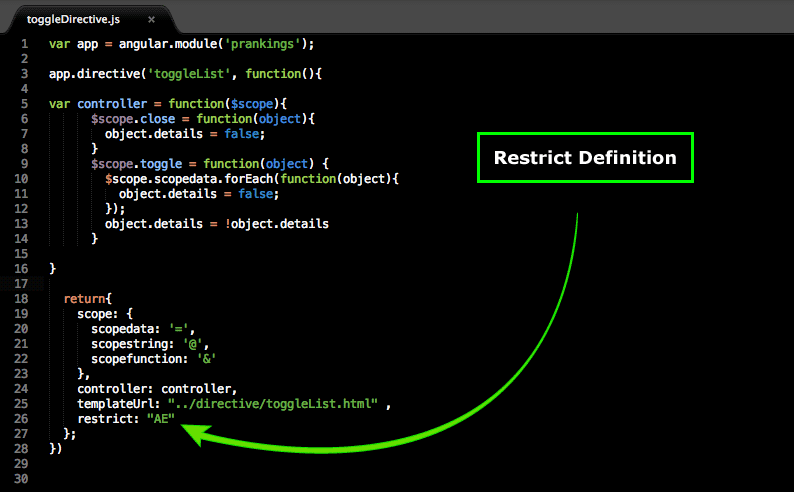 toggleDirective.js ×
1 var app = angular.module('prankings');
2
3 app.directive('toggleList', function(){
4
5 var controller = function($scope){
6 $scope.close = function(object){
7 object.details = false;
8 }
9 $scope.toggle = function(object) {
10 $scope.scopedata.forEach(function(object){
11 object.details = false;
12 });
13 object.details = !object.details
14 }
15
16 }
17
18 return{
19 scope: {
20 scopedata: '=',
21 scopestring: '@',
22 scopefunction: '&'
23 },
24 controller: controller,
25 templateUrl: "../directive/toggleList.html" ,
26 restrict: "AE"
27 };
28 })
29
30
Restrict Definition